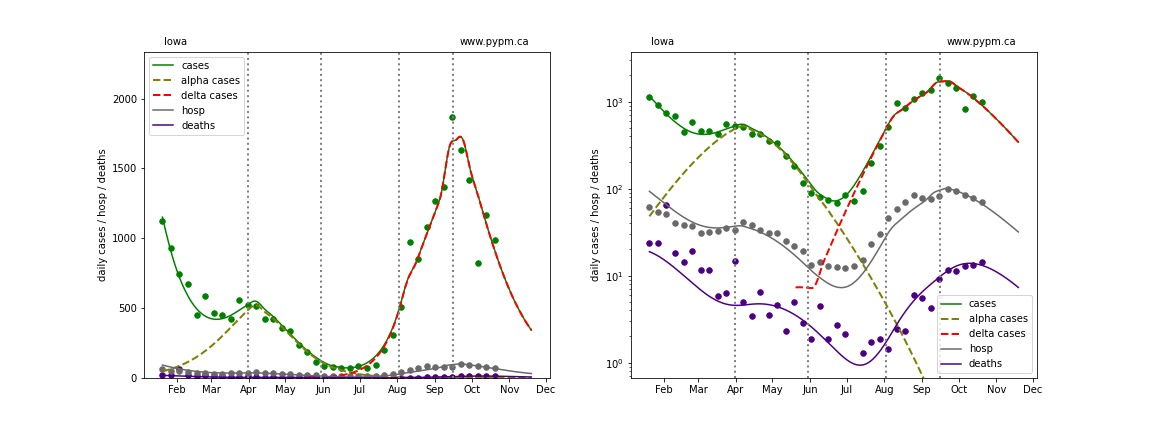 Iowa
www.pypm.ca
cases
alpha cases
delta cases
hosp
deaths
daily cases / hosp / deaths
2000
1500
1000
500
0
Feb Mar Apr May Jun Jul Aug Sep Oct Nov Dec
Iowa
www.pypm.ca
daily cases / hosp / deaths
10³
10²
10¹
10⁰
cases
alpha cases
delta cases
hosp
deaths
Feb Mar Apr May Jun Jul Aug Sep Oct Nov Dec